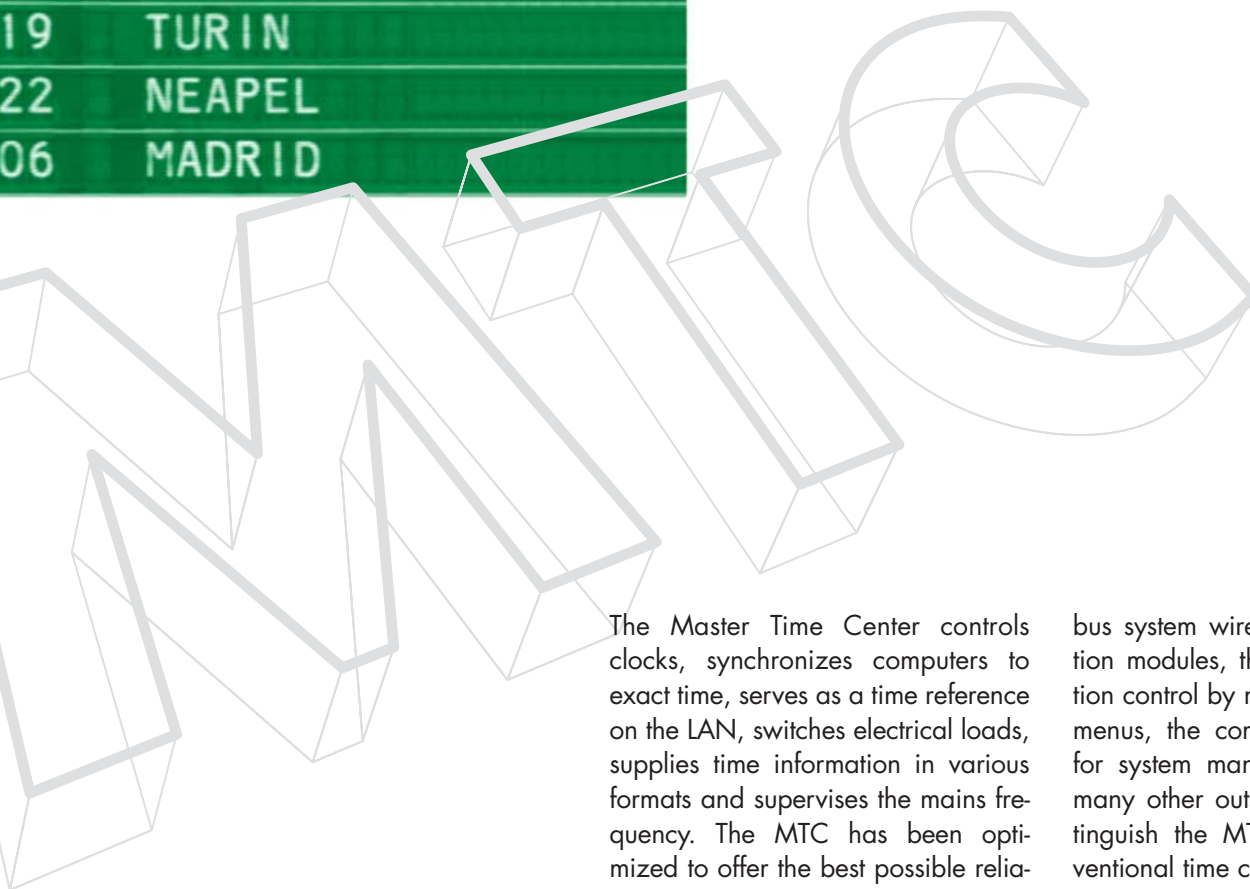 19 TURIN
22 NEAPEL
06 MADRID
MTC
The Master Time Center controls
clocks, synchronizes computers to
exact time, serves as a time reference
on the LAN, switches electrical loads,
supplies time information in various
formats and supervises the mains fre-
quency. The MTC has been opti-
mized to offer the best possible relia-
bus system wire
tion modules, th
tion control by
menus, the con
for system man
many other out
tinguish the MT
ventional time c